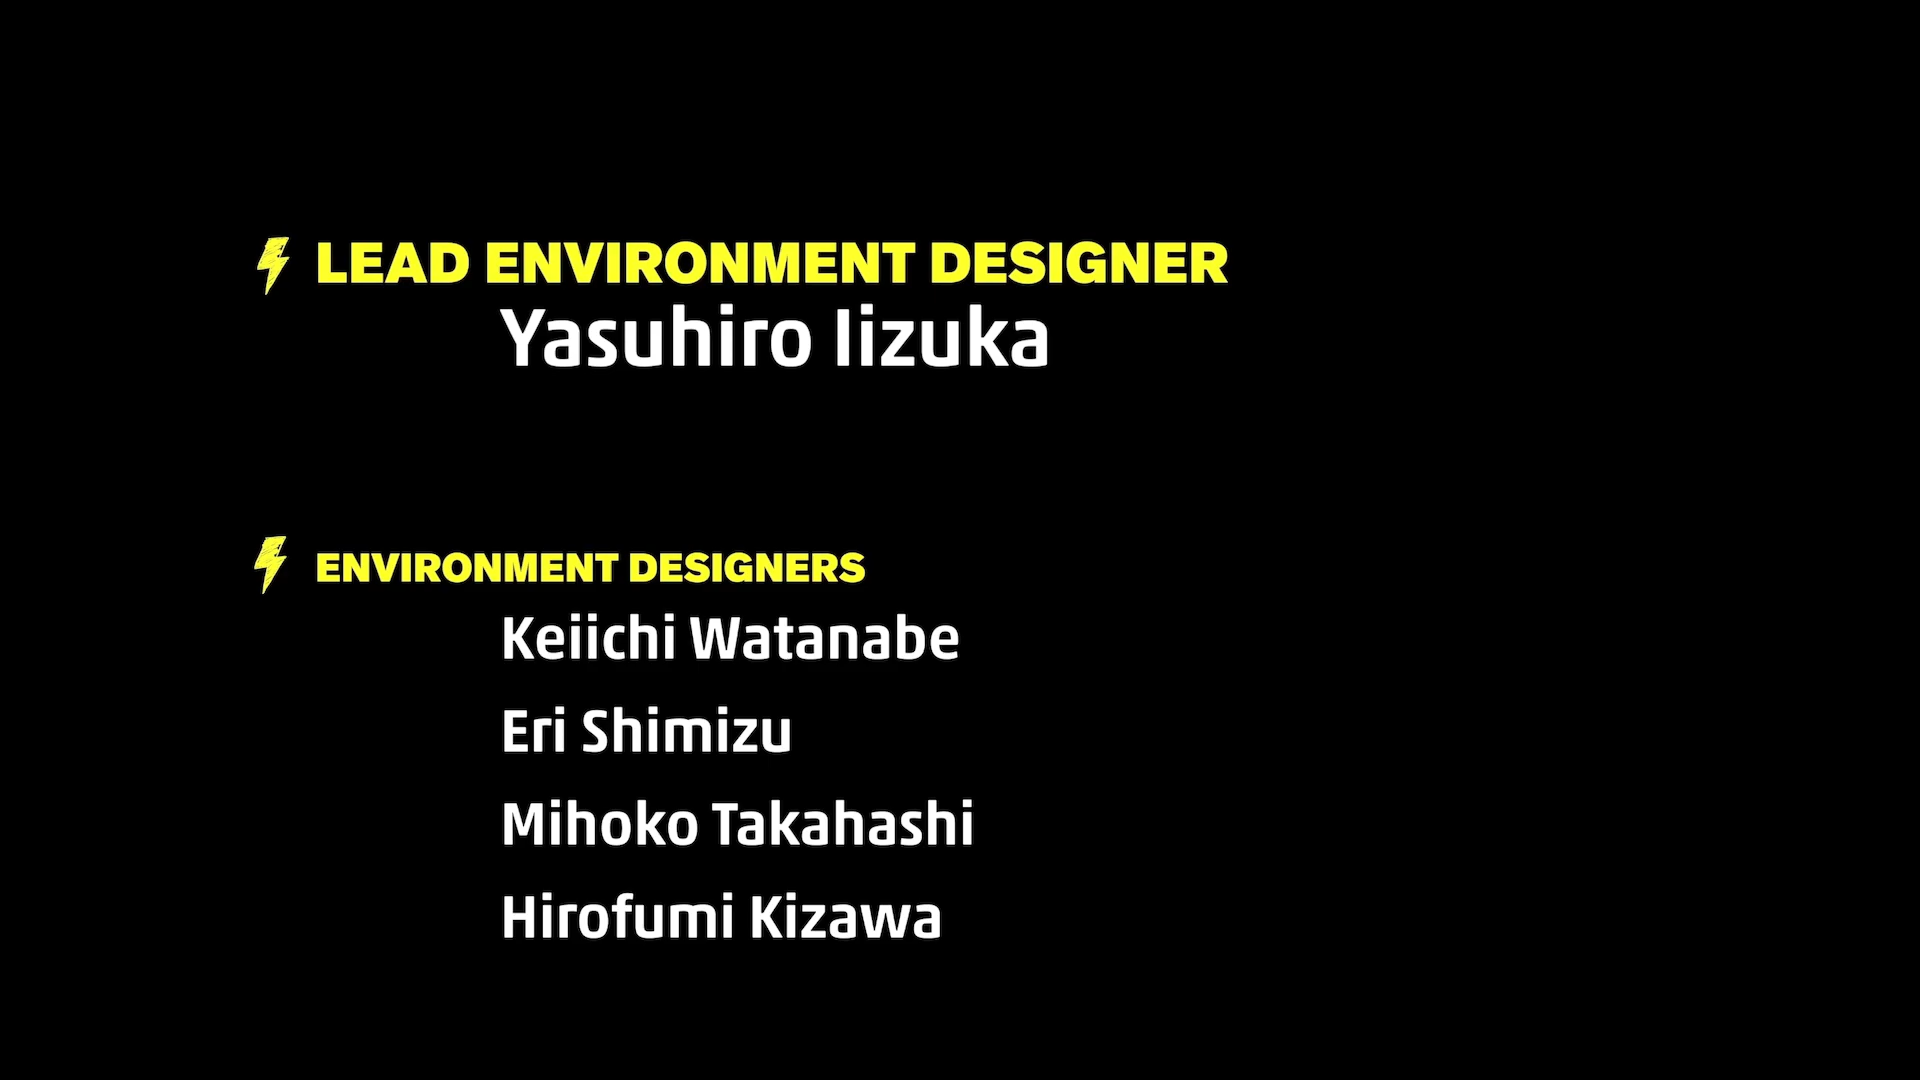 LEAD ENVIRONMENT DESIGNER
Yasuhiro Iizuka
ENVIRONMENT DESIGNERS
Keiichi Watanabe
Eri Shimizu
Mihoko Takahashi
Hirofumi Kizawa